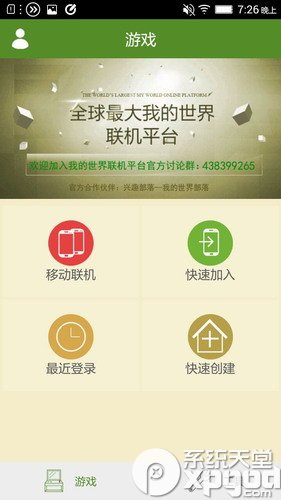 7:26晚上
游戏
THE WORLD'S LARGEST MY WORLD ONLINE PLATFORM
全球最大我的世界
联机平台
欢迎加入我的世界联机平台官方讨论群：438399265
官方合作伙伴：兴趣部落--我的世界部落
移动联机
快速加入
最近登录
快速创建
游戏
系统天堂